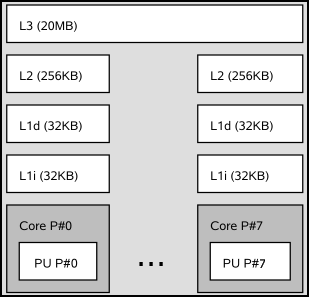 L3 (20MB)
L2 (256KB) L2 (256KB)
L1d (32KB) L1d (32KB)
L1i (32KB) L1i (32KB)
Core P#0 Core P#7
PU P#0 ... PU P#7